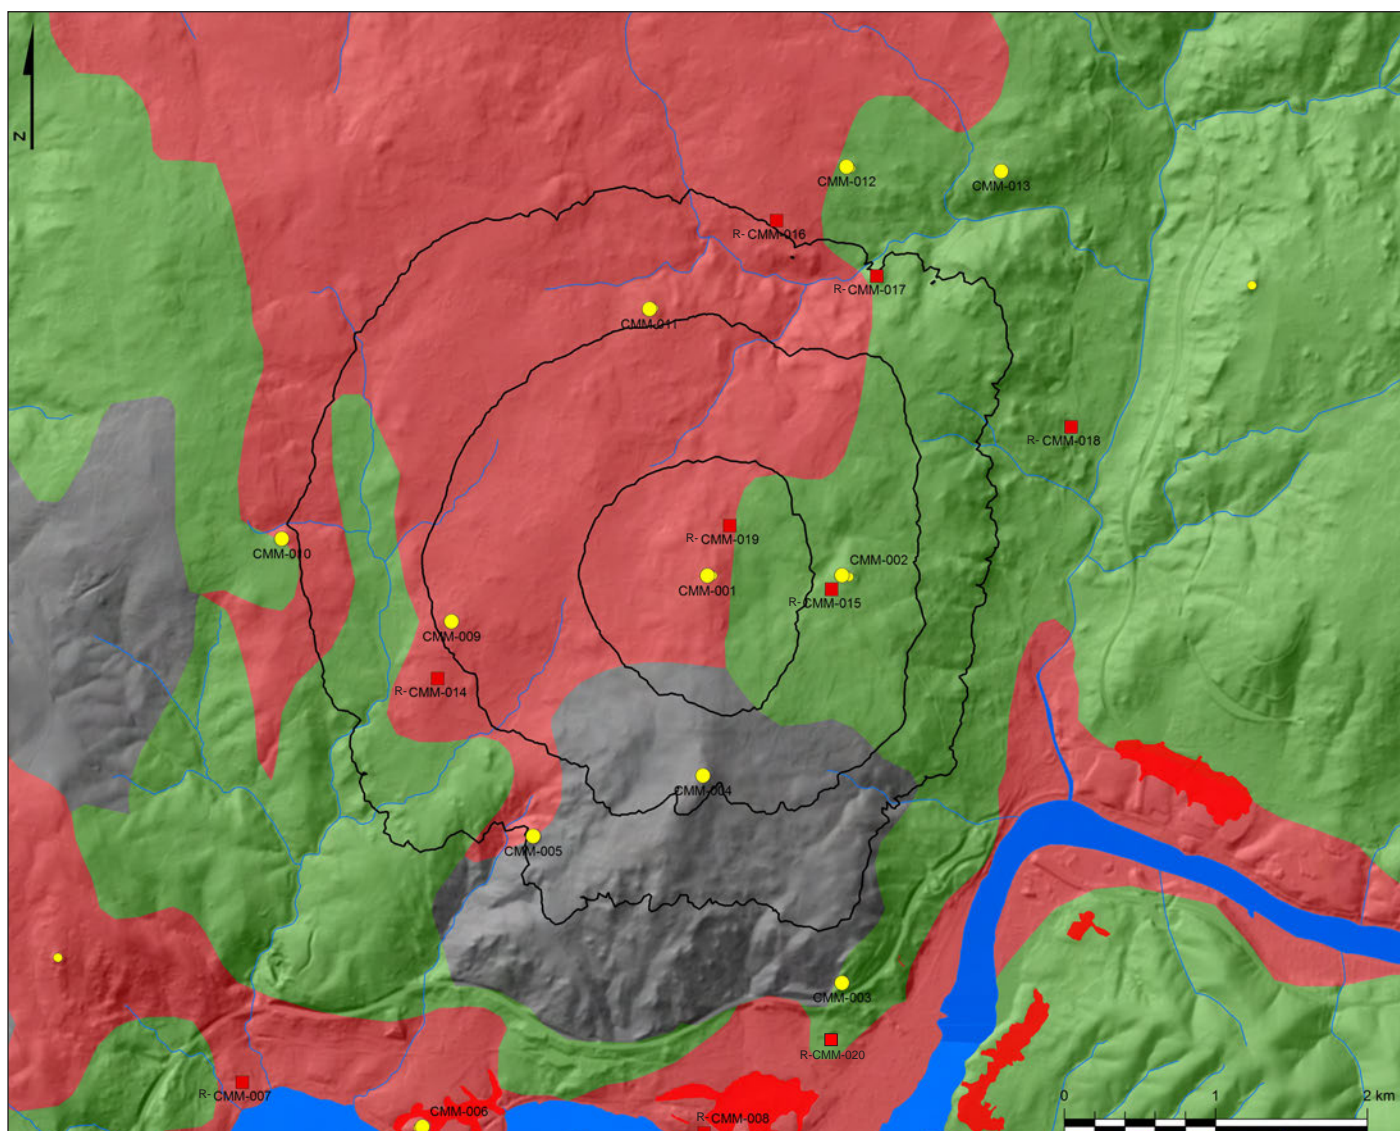 N
CMM-012
CMM-013
R- CMM-016
R- CMM-017
CMM-011
R- CMM-018
R- CMM-019
CMM-010
CMM-002
CMM-001
R- CMM-015
CMM-009
R- CMM-014
CMM-004
CMM-005
CMM-003
R-CMM-020
R- CMM-007
CMM-006
R- CMM-008
0 1 2 km